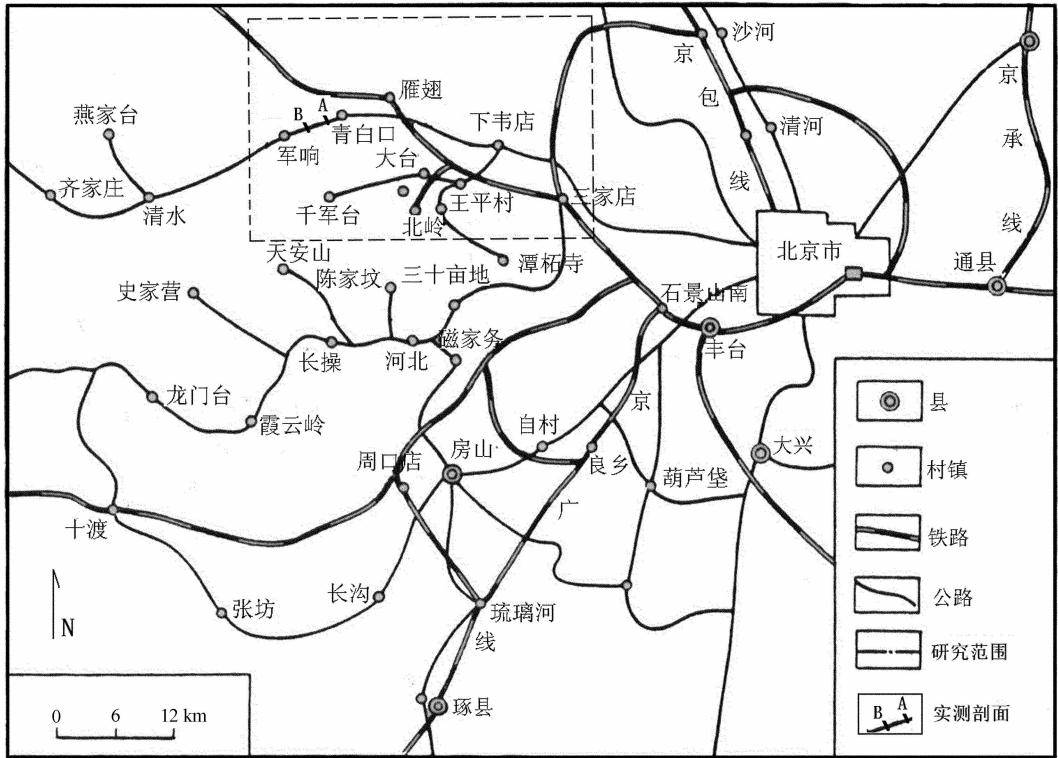 沙河
京
包
线
清河
京
承
线
雁翅
燕家台
B
A
青白口
下韦店
军响
大台
齐家庄
清水
千军台
王平村
三家店
北岭
北京市
天安山
陈家坟
三十亩地
潭柘寺
通县
史家营
石景山南
丰台
长操
河北
磁家务
龙门台
霞云岭
京
广
线
自村
大兴
周口店
房山
良乡
葫芦垡
十渡
张坊
长沟
琉璃河
琢县
N
0 6 12 km
县
村镇
铁路
公路
研究范围
B A
实测剖面